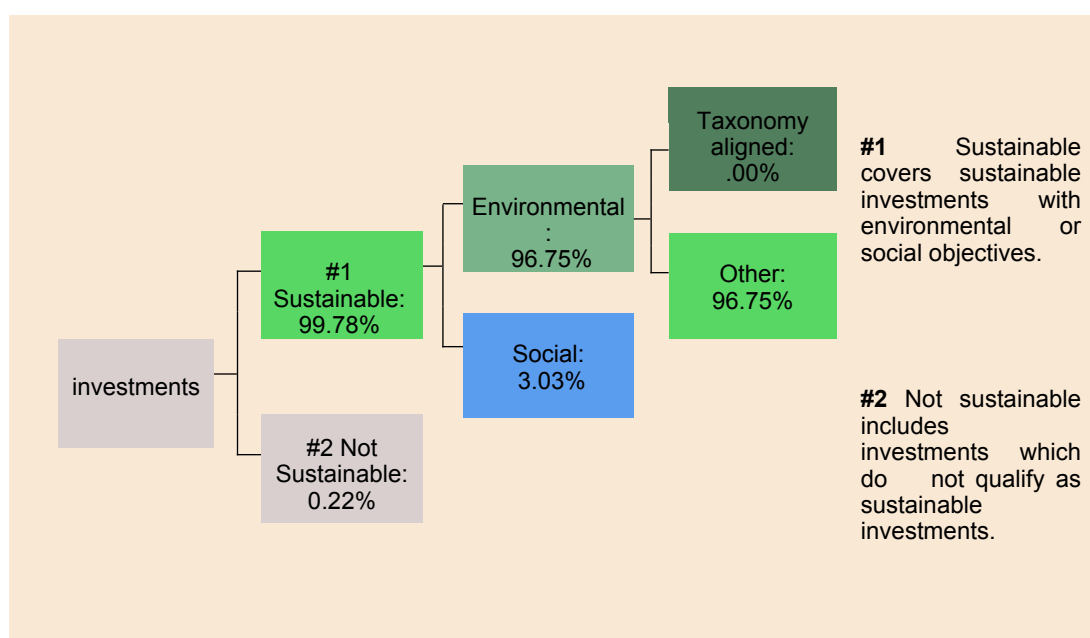 investments
#1
Sustainable:
99.78%
#2 Not
Sustainable:
0.22%
Environmental
:
96.75%
Social:
3.03%
Taxonomy
aligned:
.00%
Other:
96.75%
#1 Sustainable
covers sustainable
investments with
environmental or
social objectives.
#2 Not sustainable
includes
investments which
do not qualify as
sustainable
investments.